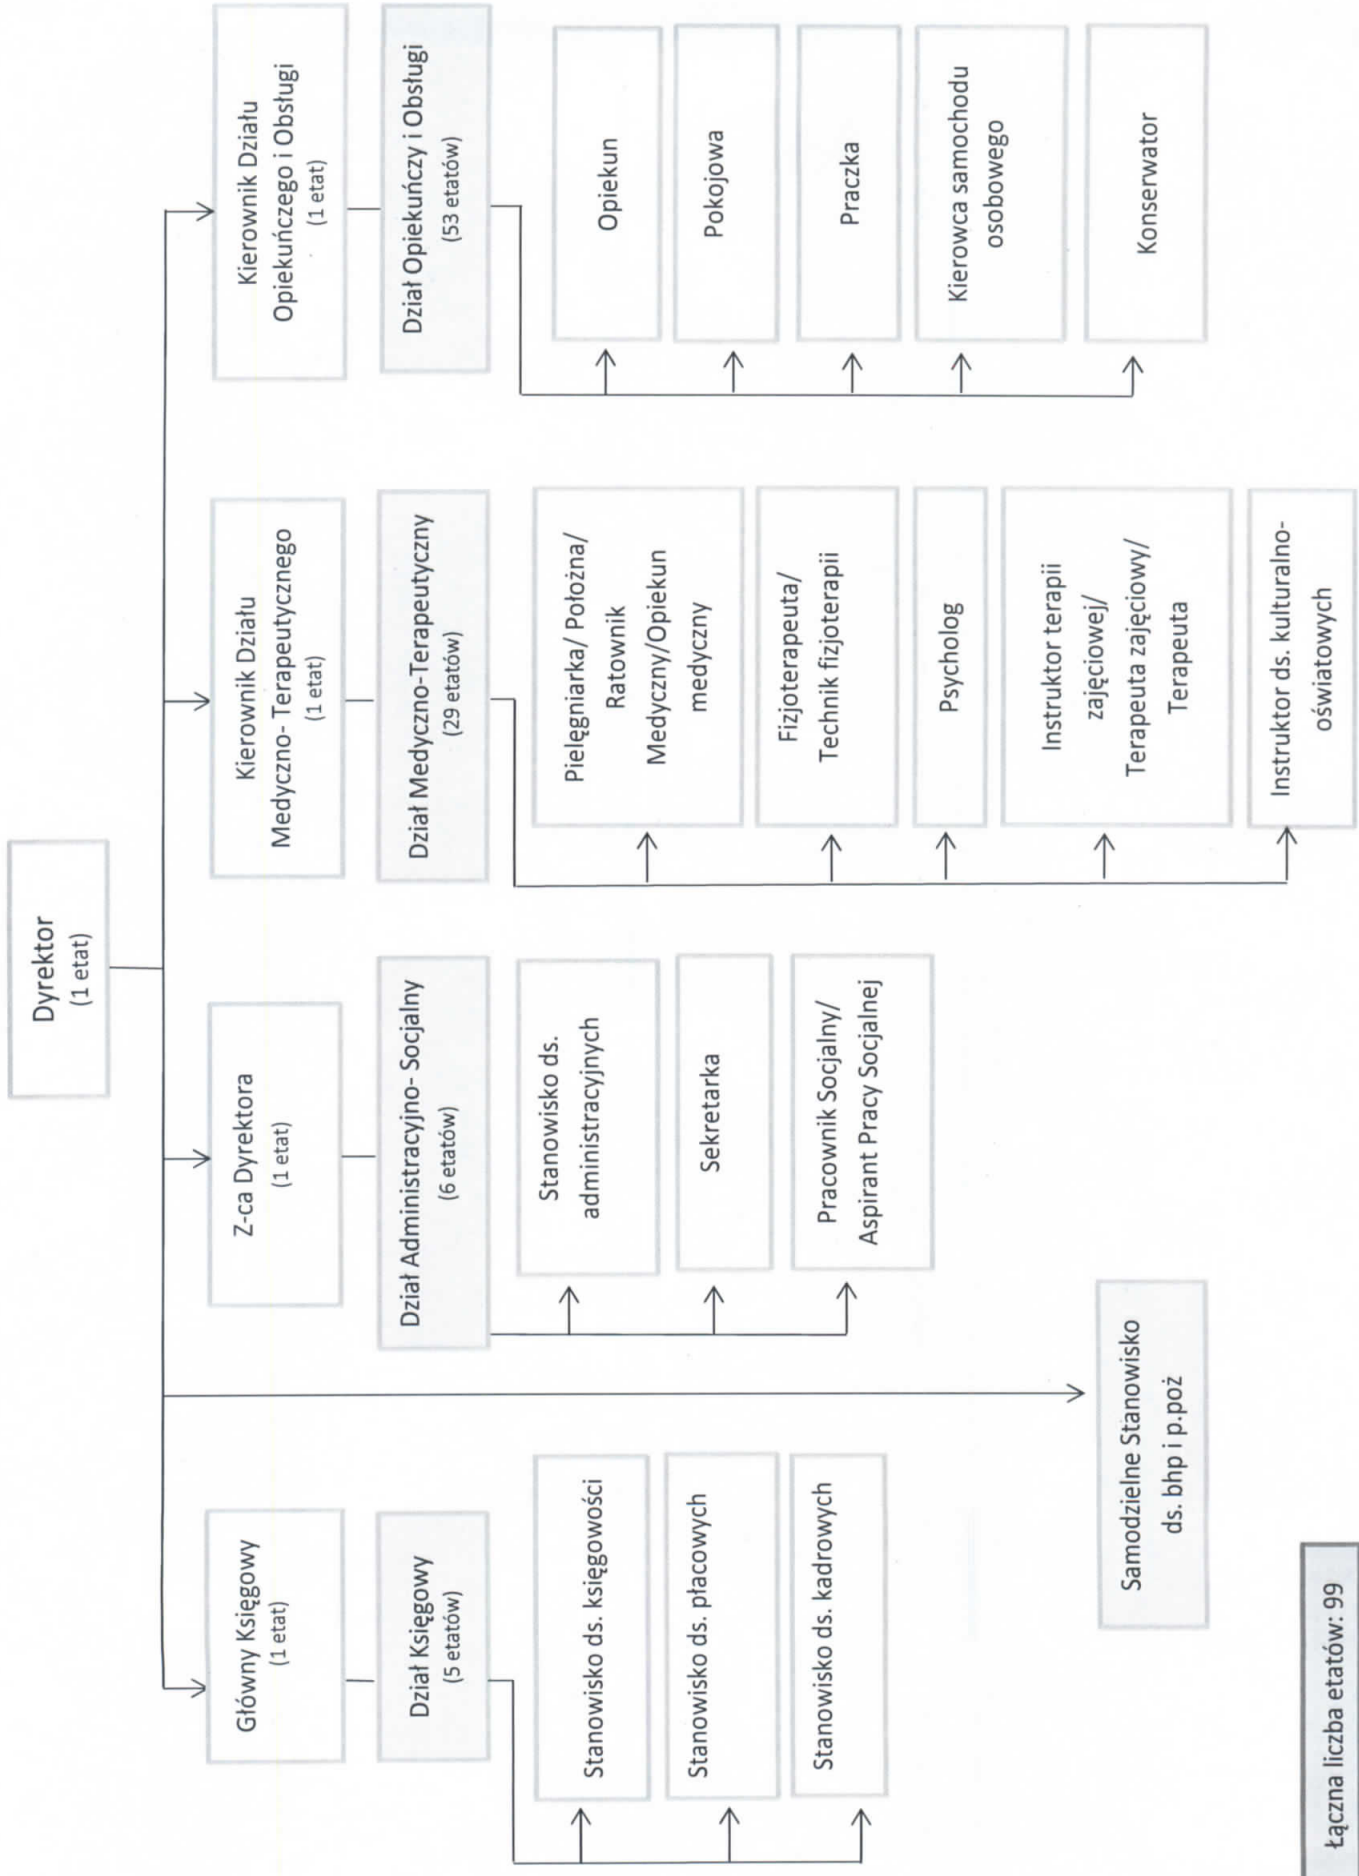 Dyrektor
(1 etat)
Główny Księgowy
(1 etat)
Dział Księgowy
(5 etatów)
Stanowisko ds. księgowości
Stanowisko ds. płacowych
Stanowisko ds. kadrowych
Samodzielne Stanowisko
ds. bhp i p.poż
Z-ca Dyrektora
(1 etat)
Dział Administracyjno- Socjalny
(6 etatów)
Stanowisko ds.
administracyjnych
Sekretarka
Pracownik Socjalny/
Aspirant Pracy Socjalnej
Kierownik Działu
Medyczno- Terapeutycznego
(1 etat)
Dział Medyczno-Terapeutyczny
(29 etatów)
Pielęgniarka/ Położna/
Ratownik
Medyczny/Opiekun
medyczny
Fizjoterapeuta/
Technik fizjoterapii
Psycholog
Instruktor terapii
zajęciowej/
Terapeuta zajęciowy/
Terapeuta
Instruktor ds. kulturalno-
oświatowych
Kierownik Działu
Opiekuńczego i Obsługi
(1 etat)
Dział Opiekuńczy i Obsługi
(53 etatów)
Opiekun
Pokojowa
Praczka
Kierowca samochodu
osobowego
Konserwator
Łączna liczba etatów: 99